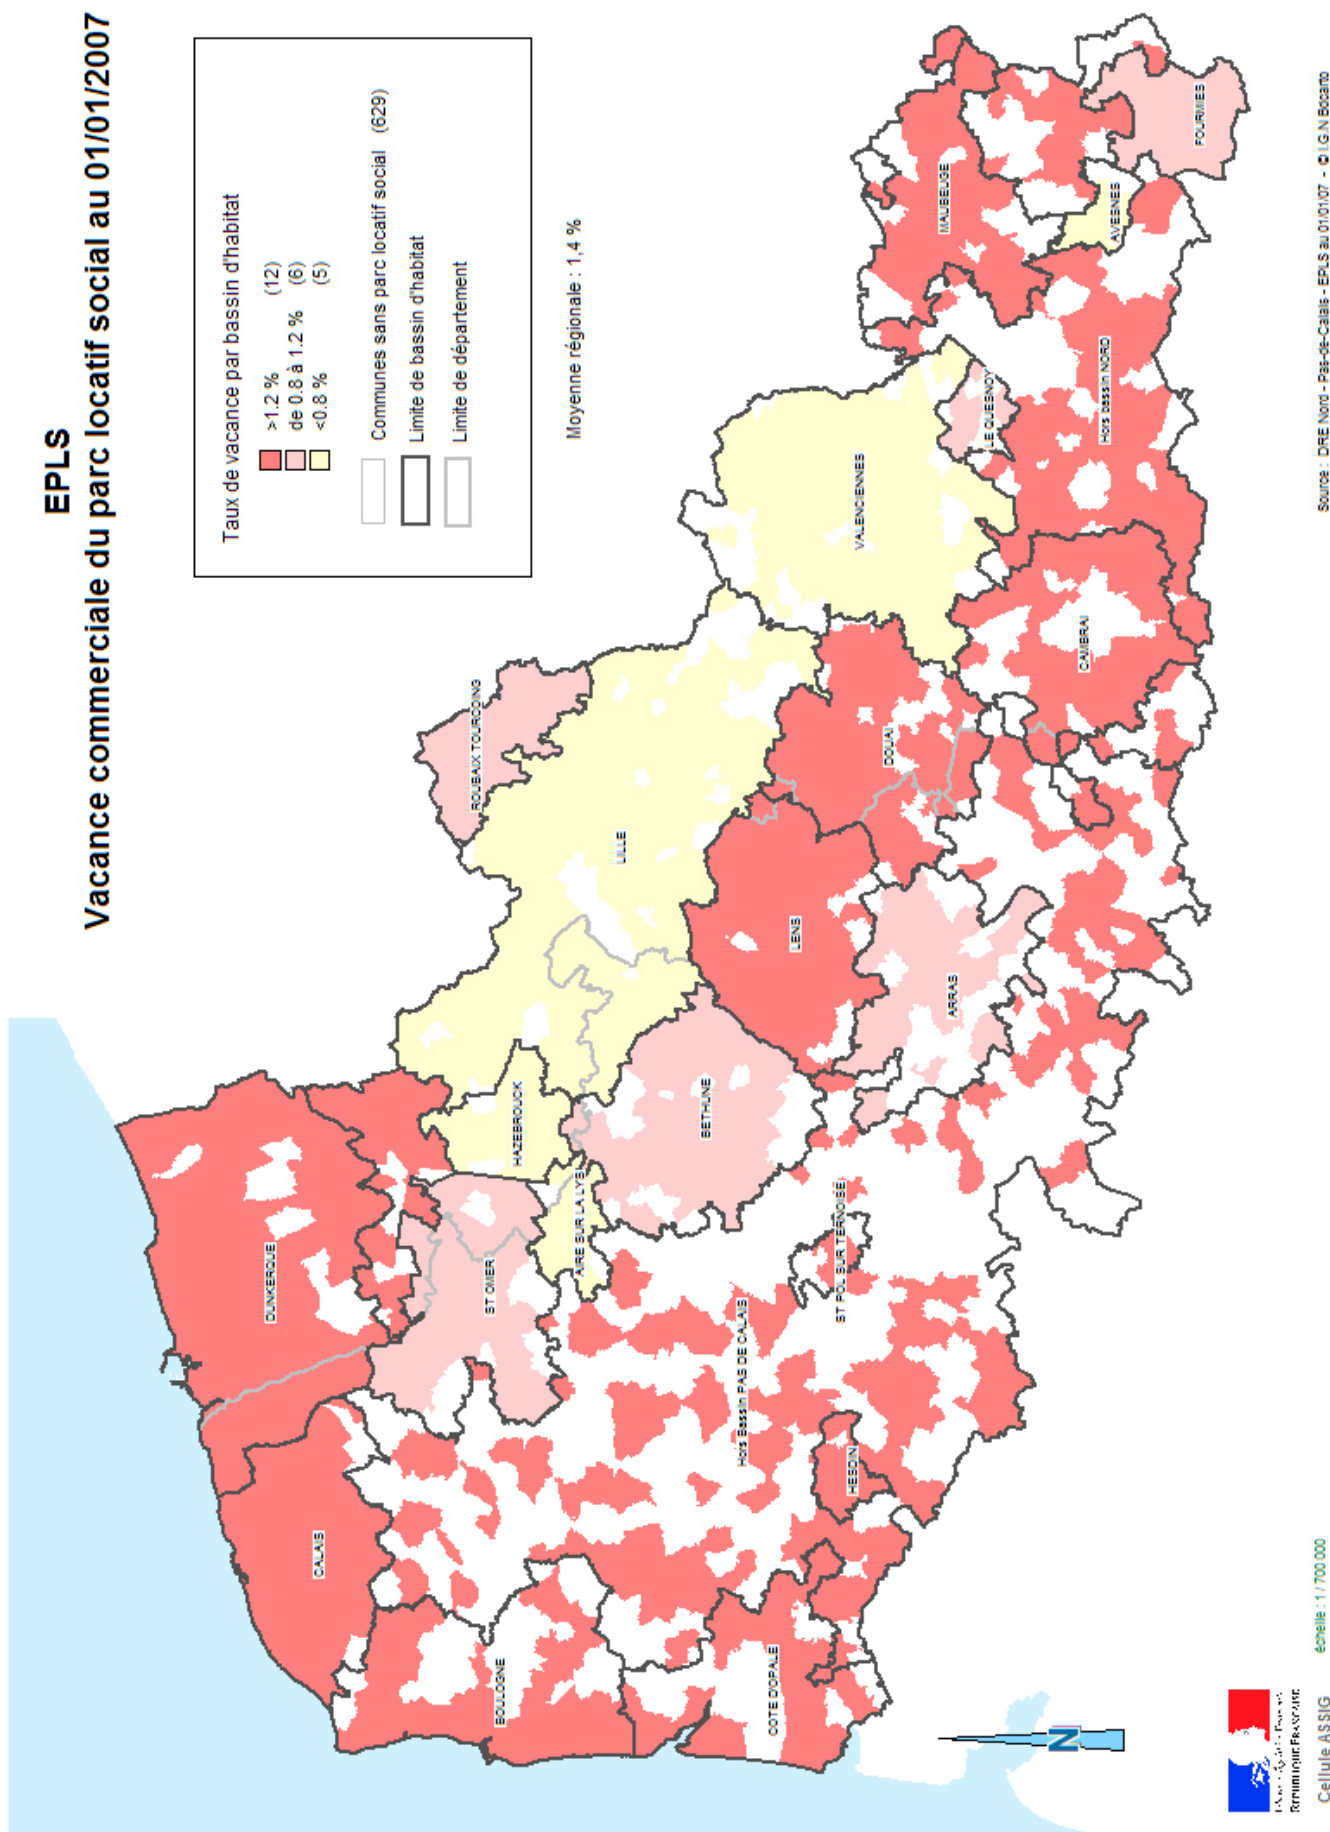 EPLS
Vacance commerciale du parc locatif social au 01/01/2007
Taux de vacance par bassin d'habitat
>1.2 % (12)
de 0.8 à 1.2 % (6)
<0.8 % (5)
Communes sans parc locatif social (629)
Limite de bassin d'habitat
Limite de département
Moyenne régionale : 1,4 %
DUNKERQUE
CALAIS
ROUBAIX TOURCOING
HAZEBROUCK
ST OMER
BOULOGNE
LILLE
AIRE SUR LA LYS
BETHUNE
LENS
VALENCIENNES
DOUAI
MAUBEUGE
Hors Bassin PAS DE CALAIS
COTE D'OPALE
ST POL SUR TERNOISE
HESDIN
ARRAS
LE QUESNOY
CAMBRAI
Hors bassin NORD
AVESNES
FOURMIES
N
RÉPUBLIQUE FRANÇAISE
Cellule ASSIG
échelle : 1 / 700 000
Source : DRE Nord - Pas-de-Calais - EPLS au 01/01/07 - © I.G.N Bdcarto